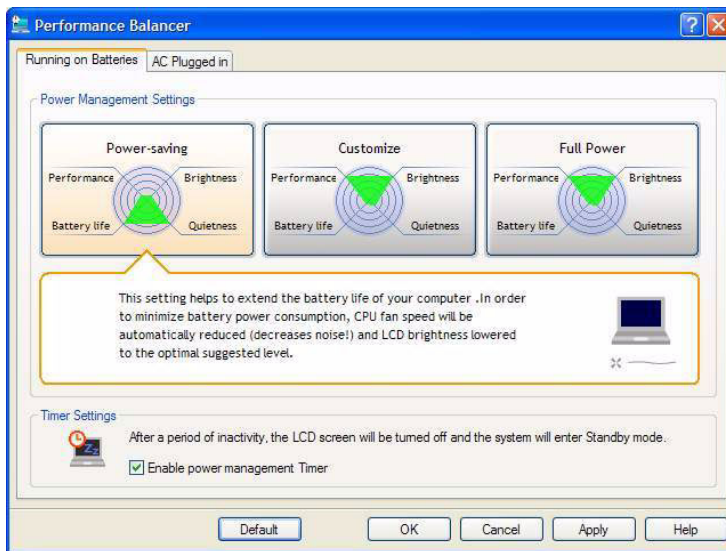 Performance Balancer
Running on Batteries
AC Plugged in
Power Management Settings
Power-saving
Performance
Brightness
Battery life
Quietness
Customize
Performance
Brightness
Battery life
Quietness
Full Power
Performance
Brightness
Battery life
Quietness
This setting helps to extend the battery life of your computer .In order
to minimize battery power consumption, CPU fan speed will be
automatically reduced (decreases noise!) and LCD brightness lowered
to the optimal suggested level.
Timer Settings
After a period of inactivity, the LCD screen will be turned off and the system will enter Standby mode.
Enable power management Timer
Default
OK
Cancel
Apply
Help